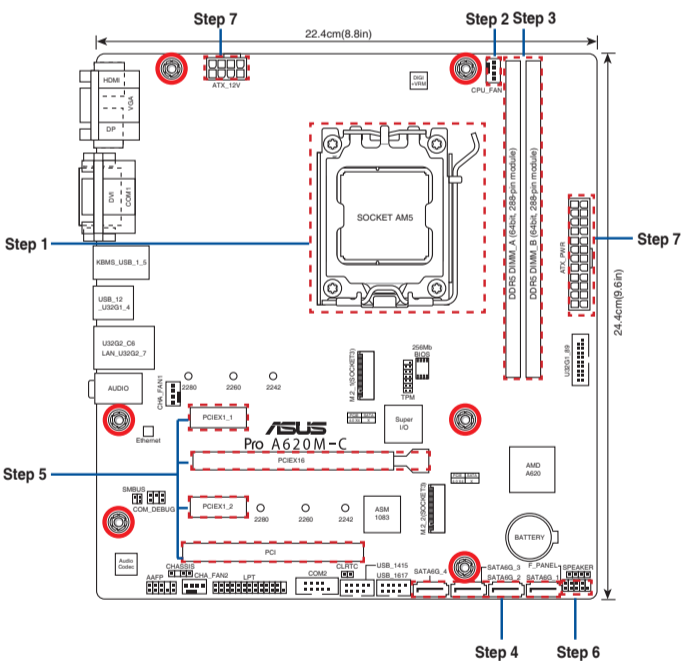 Step 7
Step 2
Step 3
22.4cm(8.8in)
HDMI
VGA
DP
ATX_12V
DIGI
+VRM
CPU_FAN
DVI
COM1
SOCKET AM5
DDR5 DIMM_A (64bit, 288-pin module)
DDR5 DIMM_B (64bit, 288-pin module)
ATX_PWR
Step 1
Step 7
24.4cm(9.6in)
KBMS_USB_1_5
USB_12
_U32G1_4
U32G2_C6
LAN_U32G2_7
AUDIO
CHA_FAN1
2280
2260
2242
M.2_1(SOCKET3)
256Mb
BIOS
TPM
U32G1_89
Ethernet
PCIEX1_1
ASUS
Pro A620M-C
Super
I/O
PCIEX16
Step 5
AMD
A620
SMBUS
COM_DEBUG
PCIEX1_2
2280
2260
2242
ASM
1083
M.2_2(SOCKET3)
BATTERY
PCI
Audio
Codec
CHASSIS
AAFP
CHA_FAN2
LPT
COM2
CLRTC
USB_1415
USB_1617
SATA6G_4
SATA6G_3
SATA6G_2
F_PANEL
SATA6G_1
SPEAKER
Step 4
Step 6